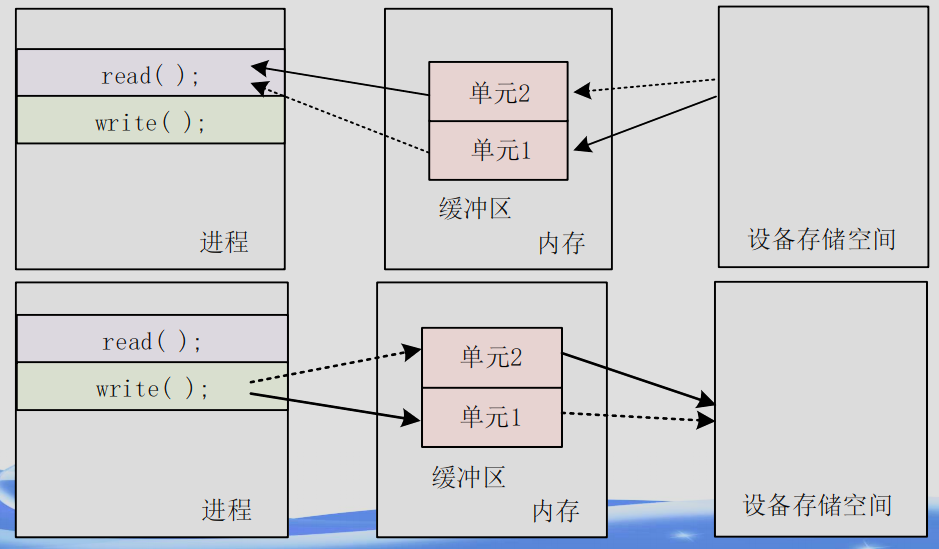 read( );
write( );
进程
单元2
单元1
缓冲区
内存
设备存储空间
read( );
write( );
进程
单元2
单元1
缓冲区
内存
设备存储空间